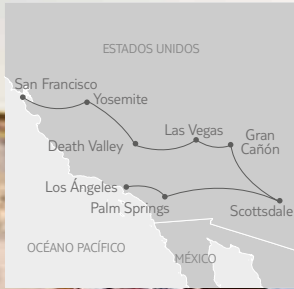 ESTADOS UNIDOS
San Francisco
Yosemite
Death Valley
Las Vegas
Gran
Cañón
Los Ángeles
Palm Springs
Scottsdale
OCÉANO PACÍFICO
MÉXICO